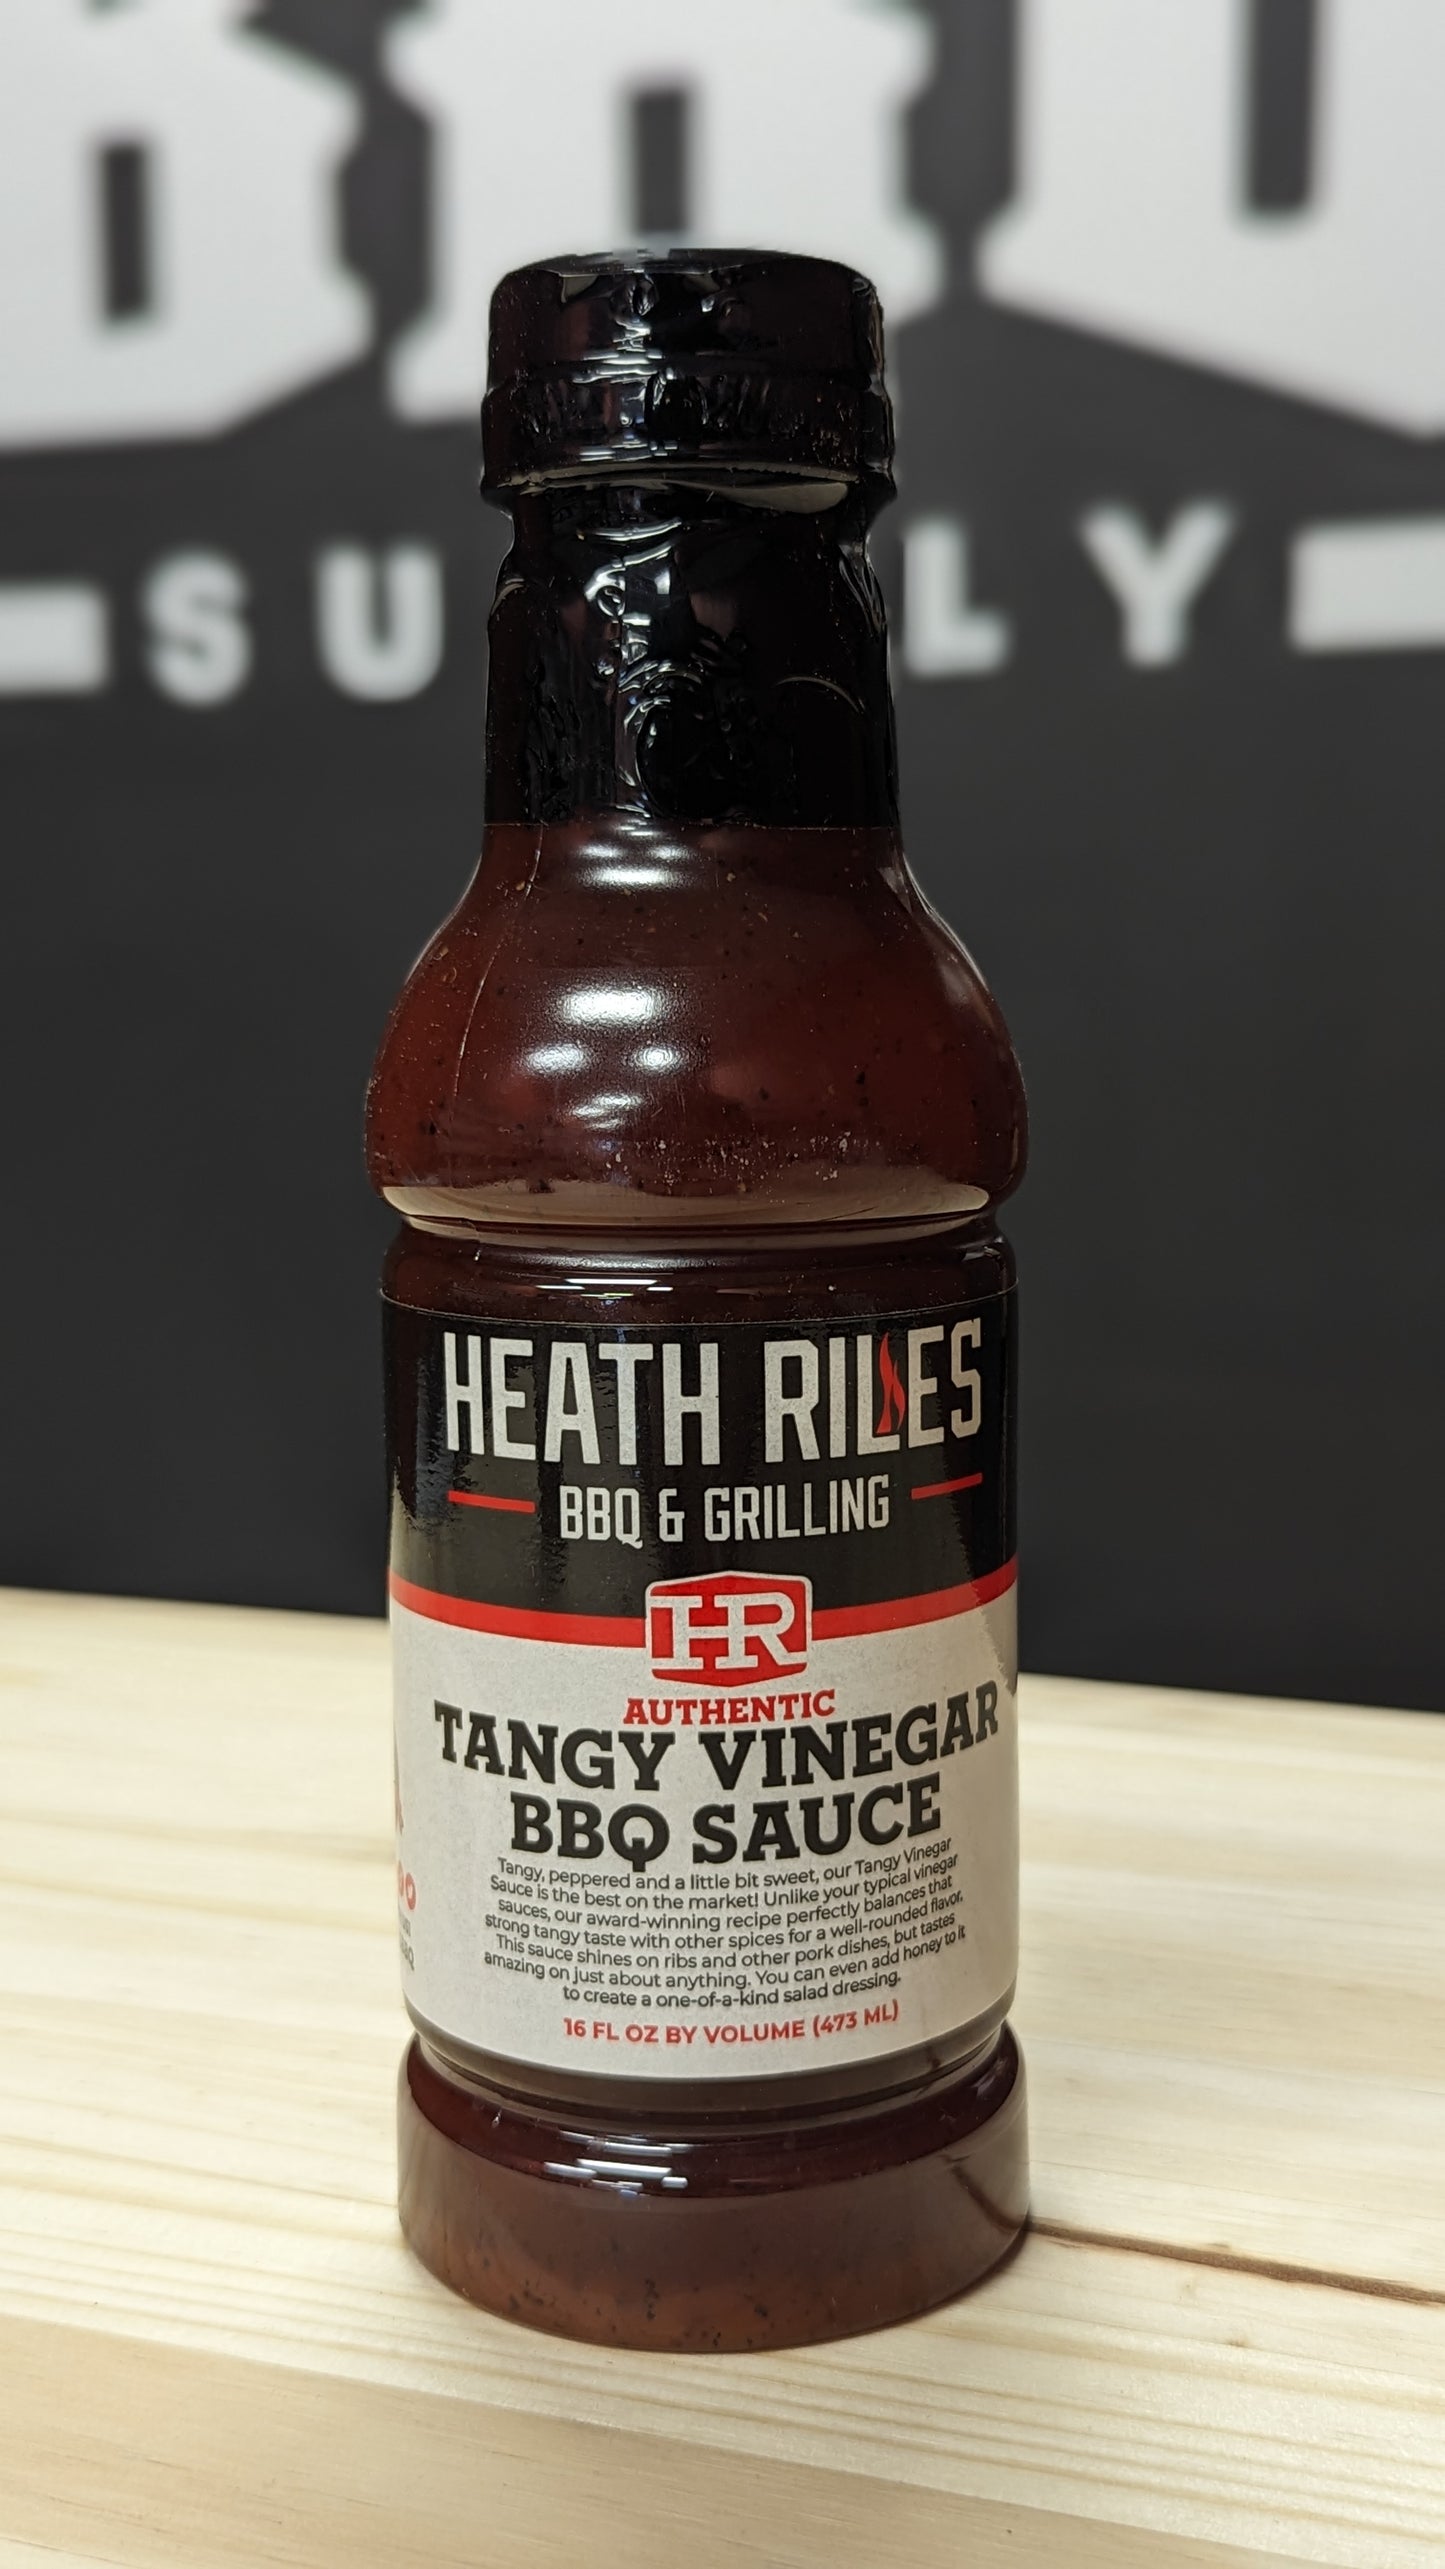 SU LY
HEATH RILES
BBQ & GRILLING
HR
AUTHENTIC
TANGY VINEGAR
BBQ SAUCE
Tangy, peppered and a little bit sweet, our Tangy Vinegar
Sauce is the best on the market! Unlike your typical vinegar
sauces, our award-winning recipe perfectly balances that
strong tangy taste with other spices for a well-rounded flavor.
This sauce shines on ribs and other pork dishes, but tastes
amazing on just about anything. You can even add honey to it
to create a one-of-a-kind salad dressing.
16 FL OZ BY VOLUME (473 ML)